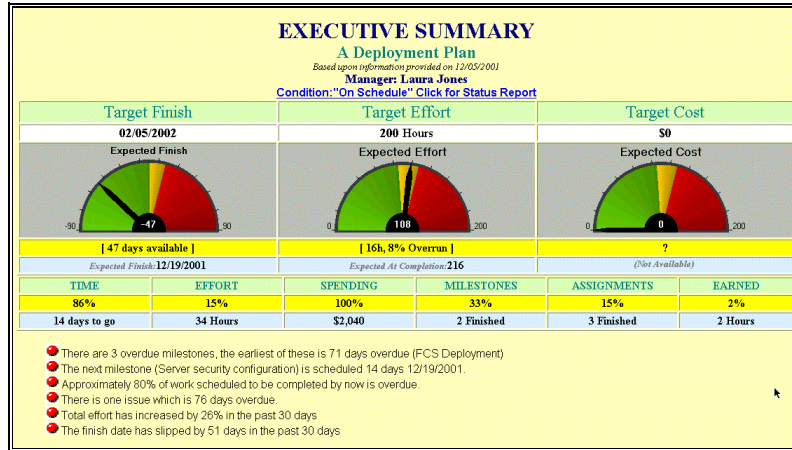 EXECUTIVE SUMMARY
A Deployment Plan
Based upon information provided on 12/05/2001
Manager: Laura Jones
Condition:"On Schedule" Click for Status Report
Target Finish Target Effort Target Cost
02/05/2002 200 Hours $0
Expected Finish Expected Effort Expected Cost
-90 -47 90 0 108 200 0 0 200
[ 47 days available ] [ 16h, 8% Overrun ] ?
Expected Finish:12/19/2001 Expected At Completion:216 (Not Available)
TIME EFFORT SPENDING MILESTONES ASSIGNMENTS EARNED
86% 15% 100% 33% 15% 2%
14 days to go 34 Hours $2,040 2 Finished 3 Finished 2 Hours
There are 3 overdue milestones, the earliest of these is 71 days overdue (FCS Deployment)
The next milestone (Server security configuration) is scheduled 14 days 12/19/2001.
Approximately 80% of work scheduled to be completed by now is overdue.
There is one issue which is 76 days overdue.
Total effort has increased by 26% in the past 30 days
The finish date has slipped by 51 days in the past 30 days